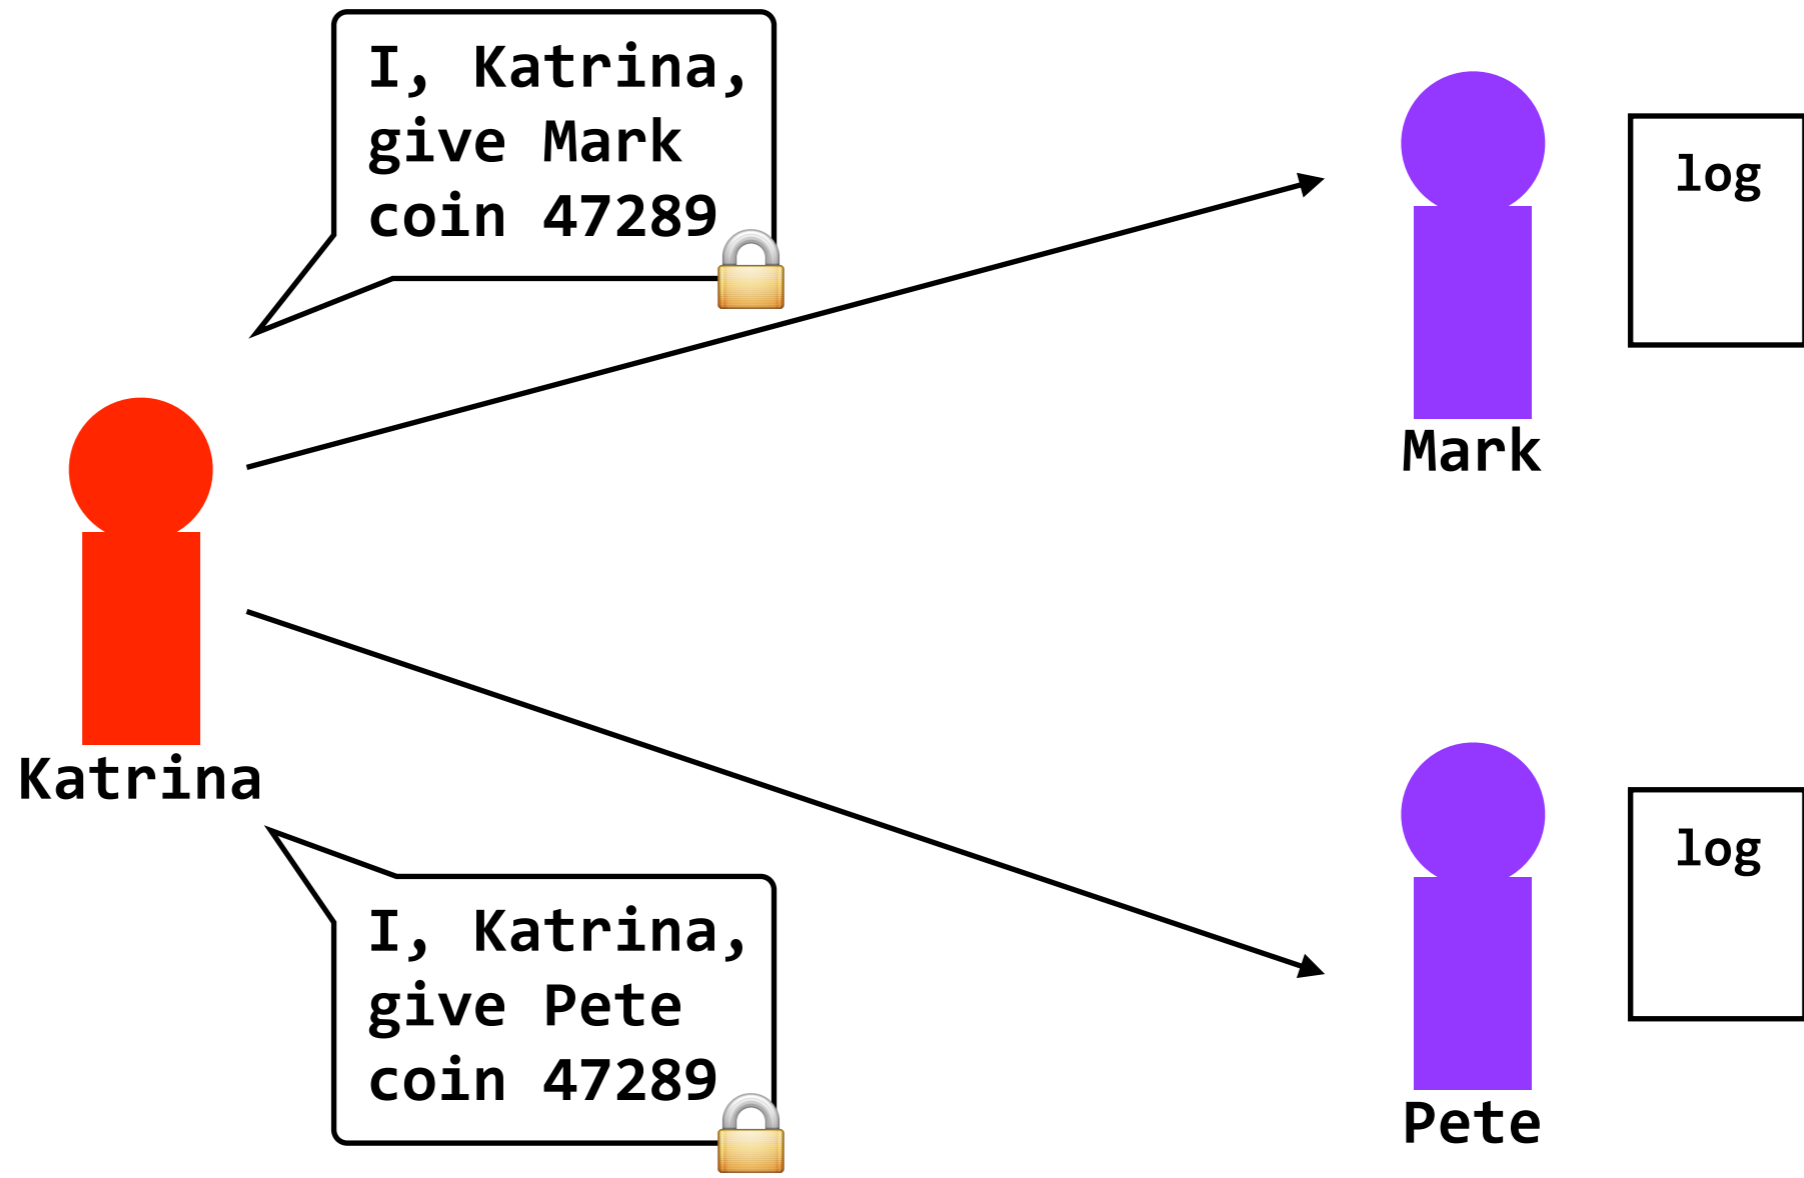 I, Katrina,
give Mark
coin 47289
log
Mark
Katrina
I, Katrina,
give Pete
coin 47289
log
Pete